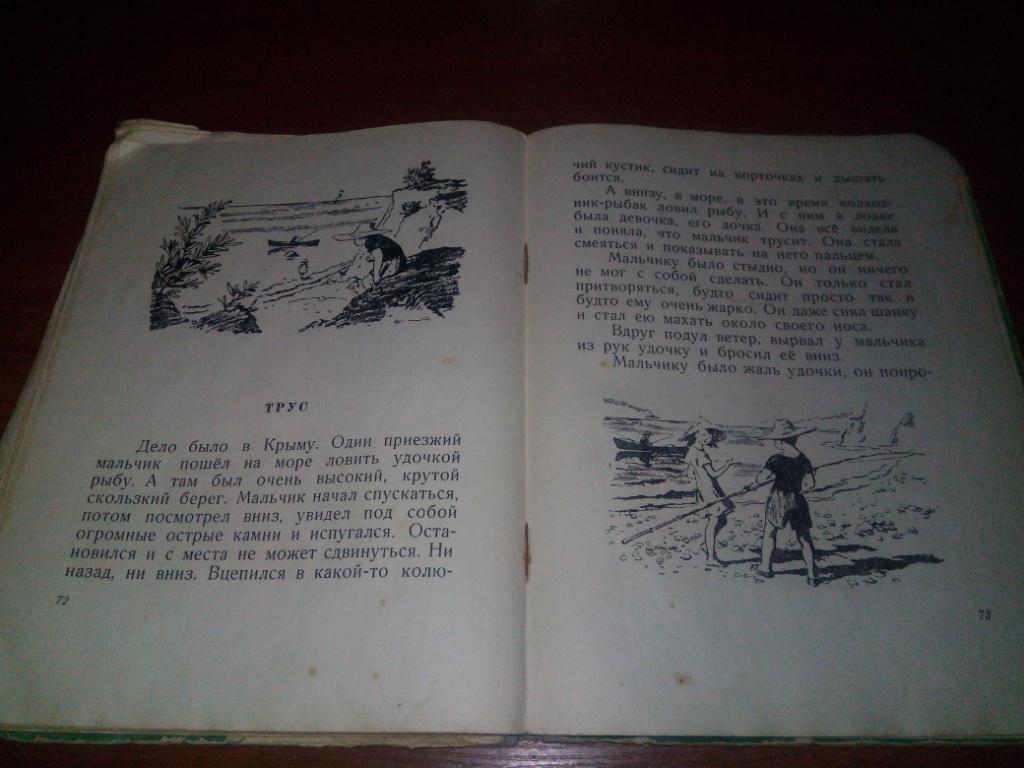 ТРУС
Дело было в Крыму. Один приезжий
мальчик пошёл на море ловить удочкой
рыбу. А там был очень высокий, крутой
скользкий берег. Мальчик начал спускаться,
потом посмотрел вниз, увидел под собой
огромные острые камни и испугался. Оста-
новился и с места не может сдвинуться. Ни
назад, ни вниз. Вцепился в какой-то колю-
72
чий кустик, сидит на корточках и дышать
боится.
А внизу, в море, в это время колхоз-
ник-рыбак ловил рыбу. И с ним в лодке
была девочка, его дочка. Она всё видела
и поняла, что мальчик трусит. Она стала
смеяться и показывать на него пальцем.
Мальчику было стыдно, но он ничего
не мог с собой сделать. Он только стал
притворяться, будто сидит просто так и
будто ему очень жарко. Он даже снял шапку
и стал ею махать около своего носа.
Вдруг подул ветер, вырвал у мальчика
из рук удочку и бросил её вниз.
Мальчику было жаль удочки, он попро-
73